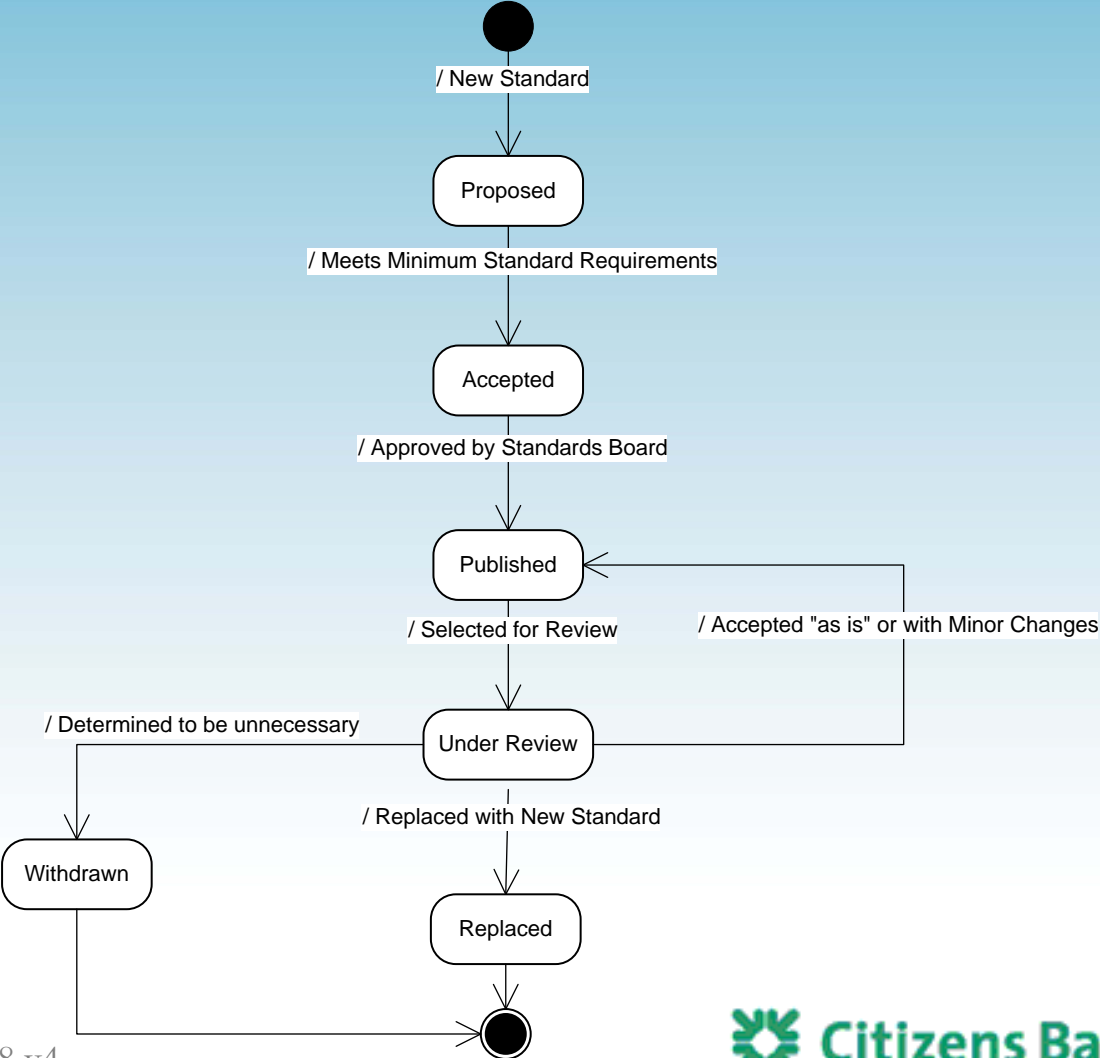 / New Standard
Proposed
/ Meets Minimum Standard Requirements
Accepted
/ Approved by Standards Board
Published
/ Selected for Review
/ Accepted "as is" or with Minor Changes
/ Determined to be unnecessary
Under Review
/ Replaced with New Standard
Withdrawn
Replaced
Citizens Ba